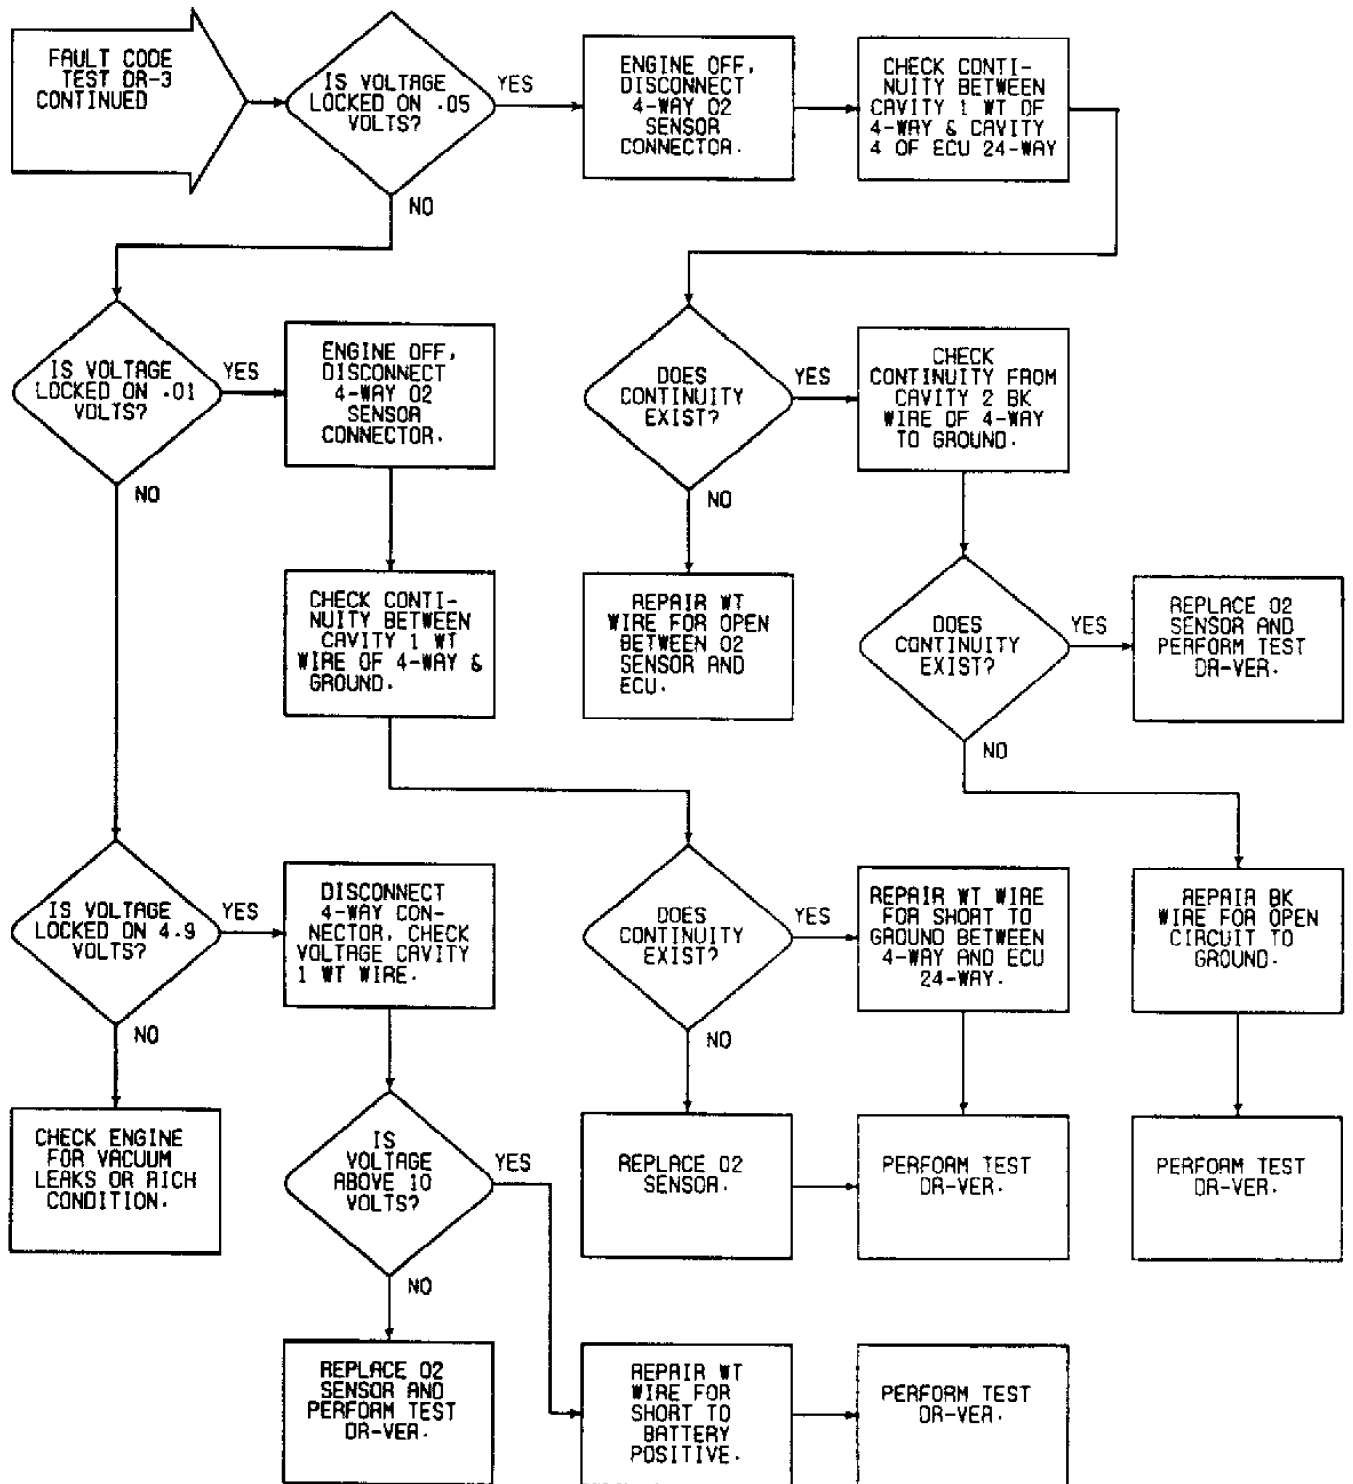 FAULT CODE
TEST DR-3
CONTINUED
IS VOLTAGE
LOCKED ON .05
VOLTS?
YES
NO
ENGINE OFF,
DISCONNECT
4-WAY O2
SENSOR
CONNECTOR.
CHECK CONTI-
NUITY BETWEEN
CAVITY 1 WT OF
4-WAY & CAVITY
4 OF ECU 24-WAY
IS VOLTAGE
LOCKED ON .01
VOLTS?
YES
NO
ENGINE OFF,
DISCONNECT
4-WAY O2
SENSOR
CONNECTOR.
DOES
CONTINUITY
EXIST?
YES
NO
CHECK
CONTINUITY FROM
CAVITY 2 BK
WIRE OF 4-WAY
TO GROUND.
CHECK CONTI-
NUITY BETWEEN
CAVITY 1 WT
WIRE OF 4-WAY &
GROUND.
REPAIR WT
WIRE FOR OPEN
BETWEEN O2
SENSOR AND
ECU.
DOES
CONTINUITY
EXIST?
YES
NO
REPLACE O2
SENSOR AND
PERFORM TEST
DR-VER.
IS VOLTAGE
LOCKED ON 4.9
VOLTS?
YES
NO
DISCONNECT
4-WAY CON-
NECTOR, CHECK
VOLTAGE CAVITY
1 WT WIRE.
DOES
CONTINUITY
EXIST?
YES
NO
REPAIR WT WIRE
FOR SHORT TO
GROUND BETWEEN
4-WAY AND ECU
24-WAY.
REPAIR BK
WIRE FOR OPEN
CIRCUIT TO
GROUND.
CHECK ENGINE
FOR VACUUM
LEAKS OR RICH
CONDITION.
IS
VOLTAGE
ABOVE 10
VOLTS?
YES
NO
REPLACE O2
SENSOR.
PERFORM TEST
DR-VER.
PERFORM TEST
DR-VER.
REPLACE O2
SENSOR AND
PERFORM TEST
DR-VER.
REPAIR WT
WIRE FOR
SHORT TO
BATTERY
POSITIVE.
PERFORM TEST
DR-VER.